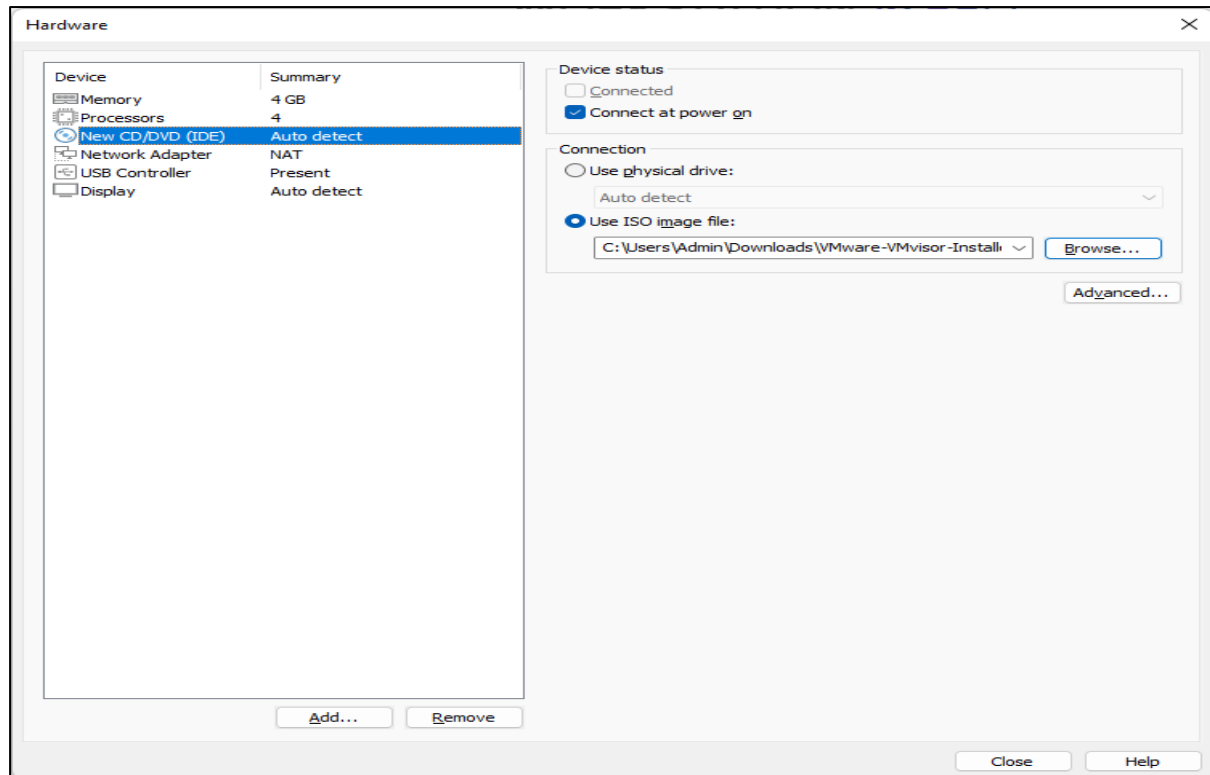 Hardware
Device Summary
Memory 4 GB
Processors 4
New CD/DVD (IDE) Auto detect
Network Adapter NAT
USB Controller Present
Display Auto detect
Add... Remove
Device status
Connected
Connect at power on
Connection
Use physical drive:
Auto detect
Use ISO image file:
C:\Users\Admin\Downloads\VMware-VMvisor-Install
Browse...
Advanced...
Close Help